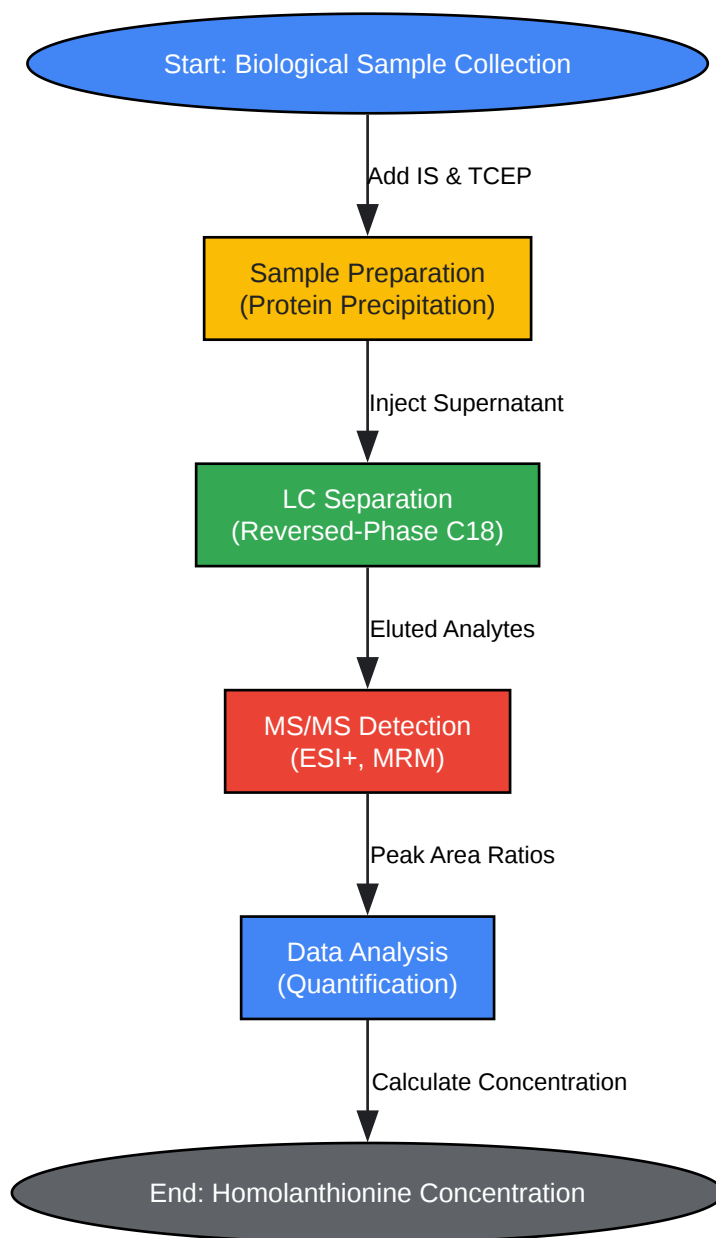 Start: Biological Sample Collection
Add IS & TCEP
Sample Preparation
(Protein Precipitation)
Inject Supernatant
LC Separation
(Reversed-Phase C18)
Eluted Analytes
MS/MS Detection
(ESI+, MRM)
Peak Area Ratios
Data Analysis
(Quantification)
Calculate Concentration
End: Homolanthionine Concentration